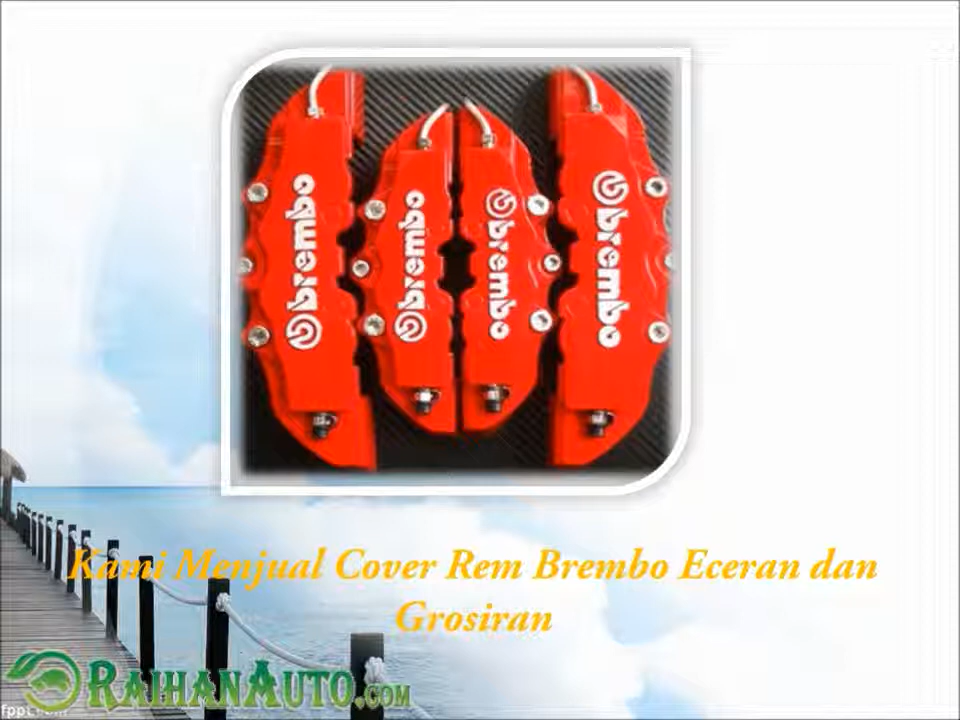 brembo
brembo
brembo
brembo
Kami Menjual Cover Rem Brembo Eceran dan
Grosiran
RAIHANAUTO.COM